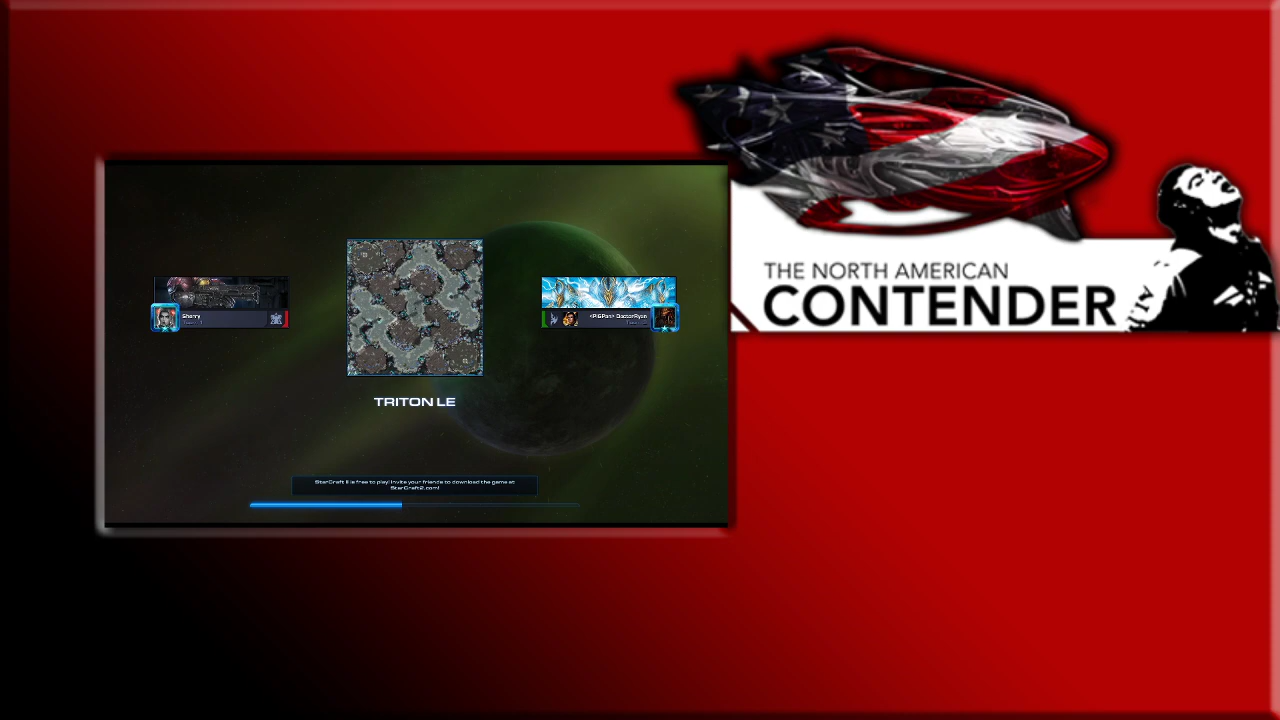 THE NORTH AMERICAN
CONTENDER
Sherry
<PiGPan> DoctorRyan
TRITON LE
StarCraft II is free to play! Invite your friends to download the game at
StarCraft2.com!